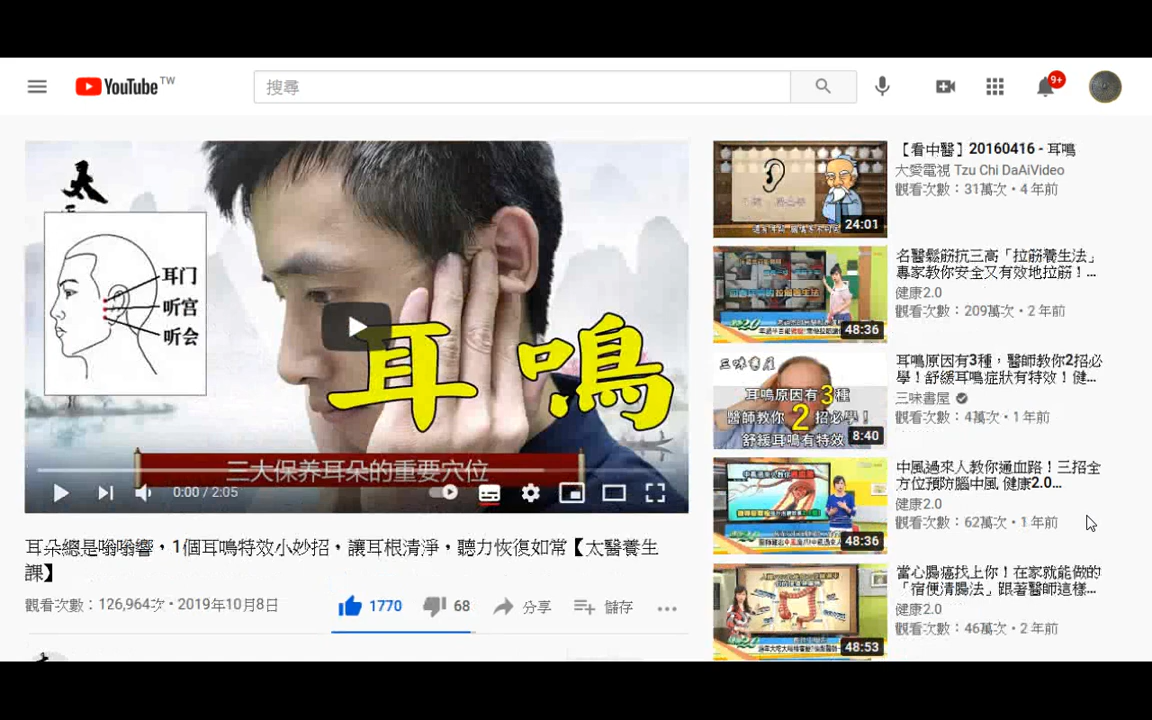 YouTube TW
搜尋
9+
太
耳门
听宫
听会
耳鳴
三大保养耳朵的重要穴位
0:00 / 2:05
耳朵總是嗡嗡響，1個耳鳴特效小妙招，讓耳根清淨，聽力恢復如常【太醫養生
課】
觀看次數：126,964次•2019年10月8日
1770
68
分享
儲存
24:01
【看中醫】20160416 - 耳鳴
大愛電視 Tzu Chi DaAiVideo
觀看次數：31萬次•4 年前
48:36
名醫鬆筋抗三高「拉筋養生法」
專家教你安全又有效地拉筋！...
健康2.0
觀看次數：209萬次•2 年前
三味書屋
耳鳴原因有3種
醫師教你2招必學！
舒緩耳鳴有特效
8:40
耳鳴原因有3種，醫師教你2招必
學！舒緩耳鳴症狀有特效！健...
三味書屋
觀看次數：4萬次•1 年前
48:36
中風過來人教你通血路！三招全
方位預防腦中風 健康2.0...
健康2.0
觀看次數：62萬次•1 年前
48:53
當心腸癌找上你！在家就能做的
「宿便清腸法」跟著醫師這樣...
健康2.0
觀看次數：46萬次•2 年前